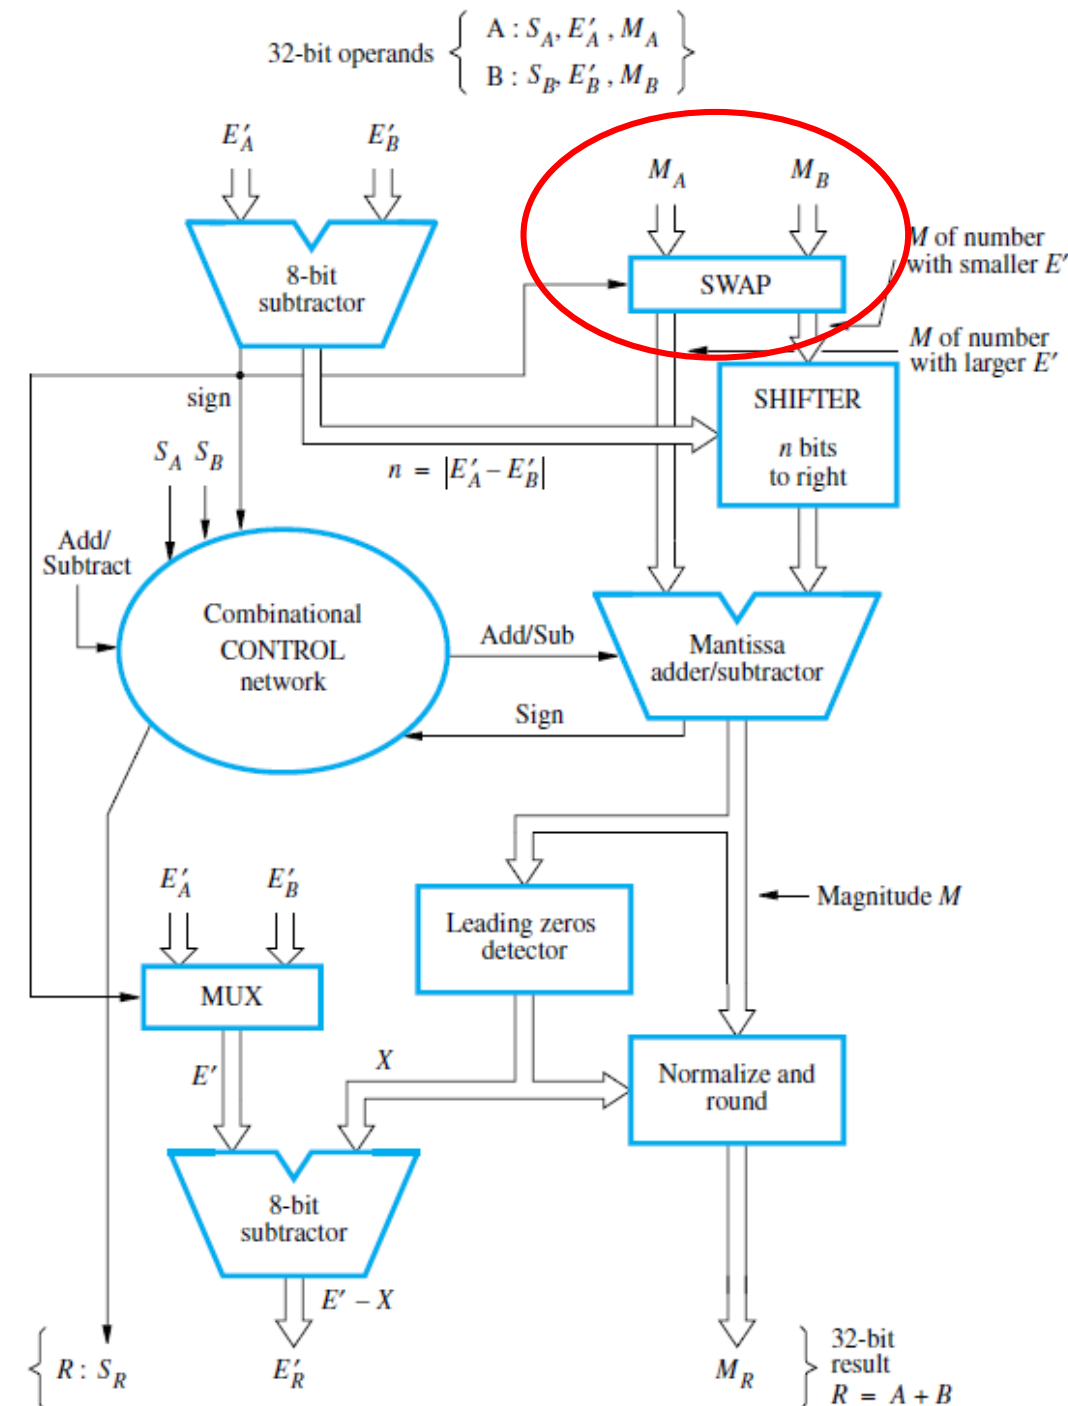 32-bit operands { A : S_A, E'_A , M_A }
{ B : S_B, E'_B , M_B }
E'_A E'_B
M_A M_B
8-bit
subtractor
SWAP
M of number
with smaller E'
M of number
with larger E'
sign
SHIFTER
n bits
to right
n = |E'_A – E'_B|
S_A S_B
Add/
Subtract
Combinational
CONTROL
network
Add/Sub
Mantissa
adder/subtractor
Sign
E'_A E'_B
Leading zeros
detector
Magnitude M
MUX
X
E'
Normalize and
round
8-bit
subtractor
E' – X
{ R : S_R
E'_R
M_R
} 32-bit
result
R = A + B